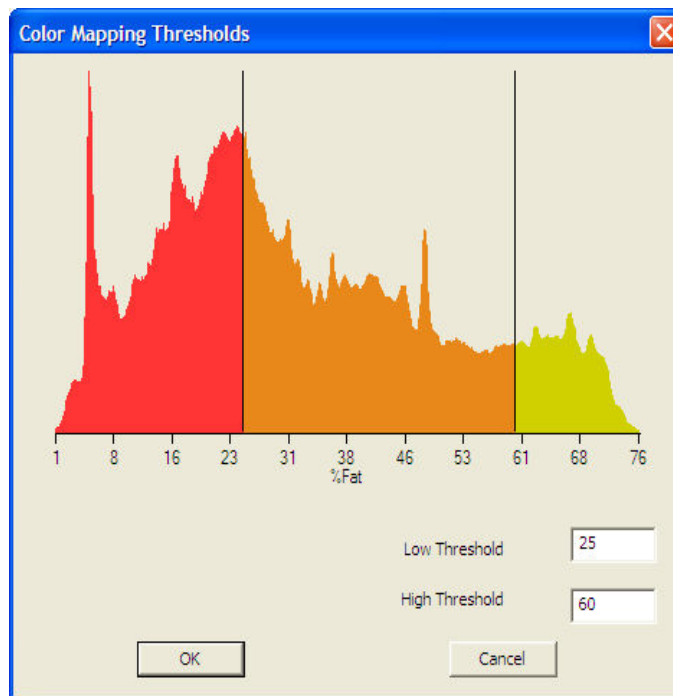 Color Mapping Thresholds
1 8 16 23 31 38 46 53 61 68 76
%Fat
Low Threshold 25
High Threshold 60
OK Cancel